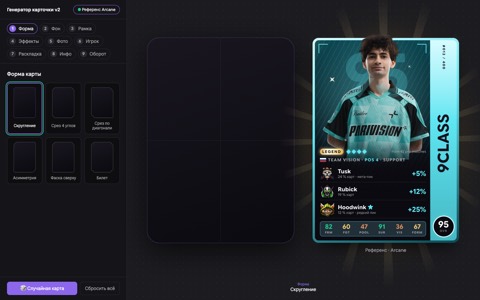 Генератор карточки v2
Референс Arcane
1 Форма
2 Фон
3 Рамка
4 Эффекты
5 Фото
6 Игрок
7 Раскладка
8 Инфо
9 Оборот
Форма карты
Скругление
Срез 4 углов
Срез по диагонали
Асимметрия
Фаска сверху
Билет
Случайная карта
Сбросить всё
Форма
Скругление
PARIVISION
LEGEND
TEAM VISION · POS 4 · SUPPORT
Tusk
+5%
Rubick
+12%
Hoodwink
+25%
82
60
47
91
36
67
9CLASS
95
Референс · Arcane